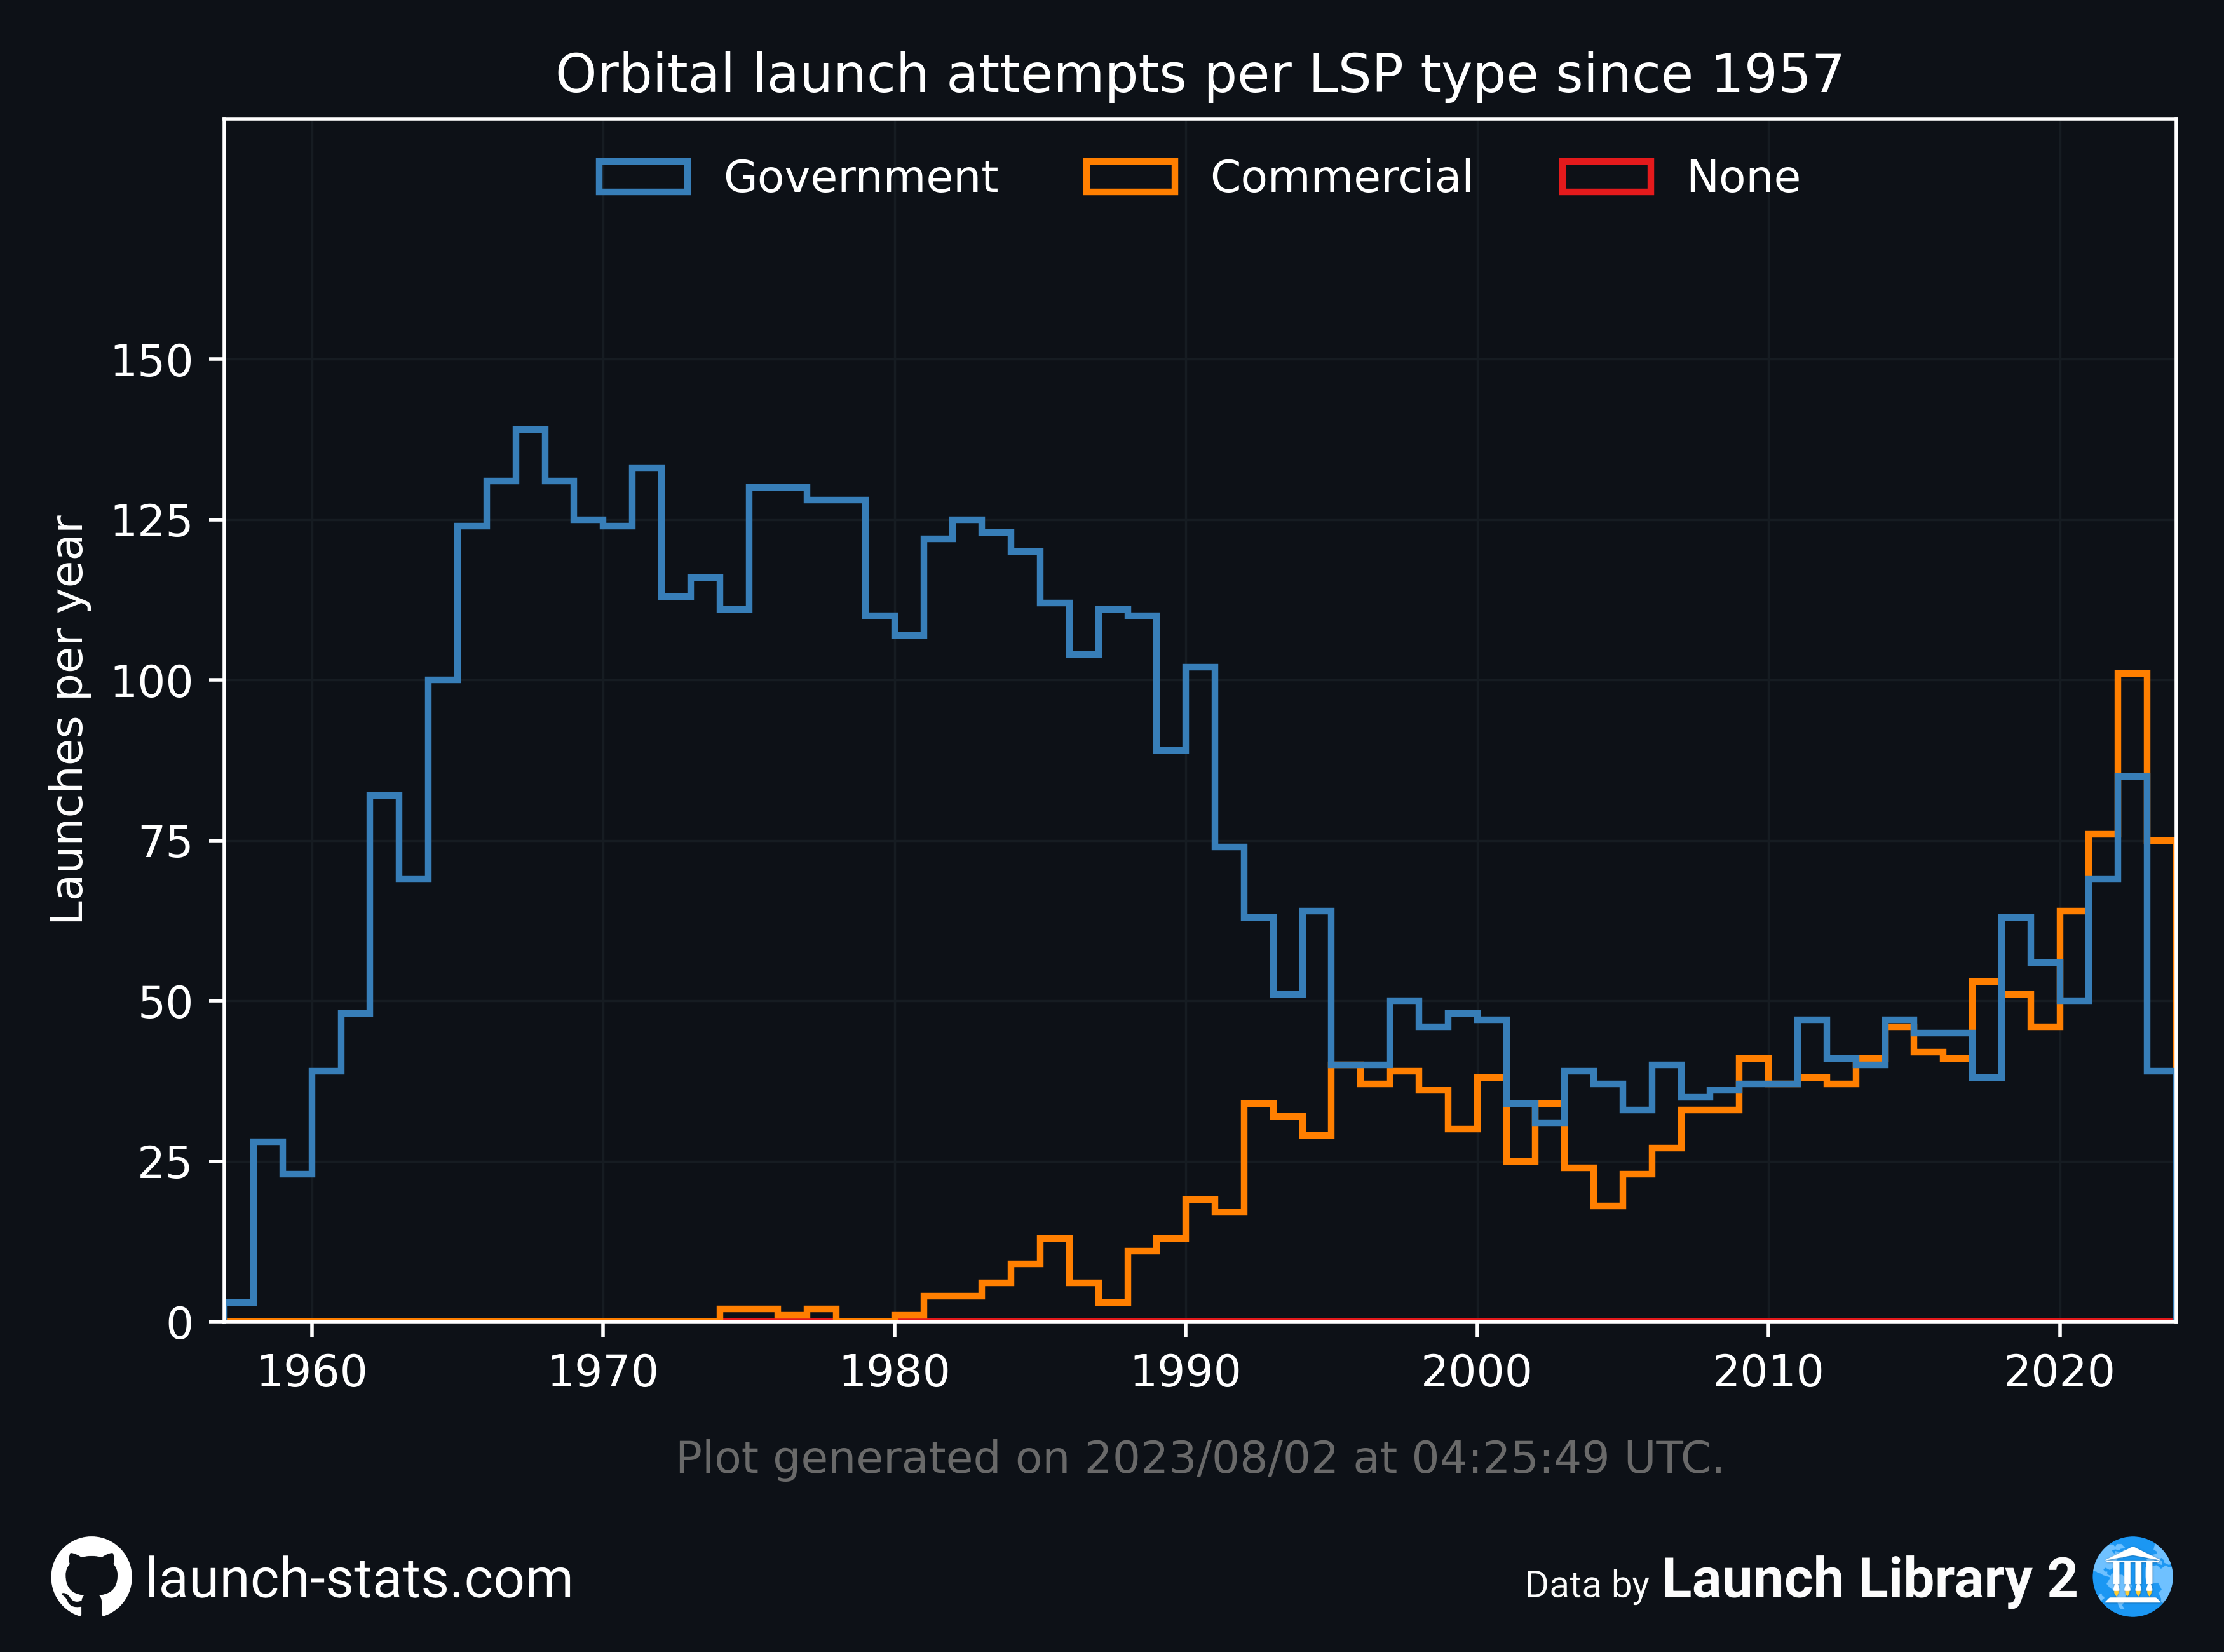 Orbital launch attempts per LSP type since 1957
Government Commercial None
Launches per year
150
125
100
75
50
25
0
1960 1970 1980 1990 2000 2010 2020
Plot generated on 2023/08/02 at 04:25:49 UTC.
launch-stats.com
Data by Launch Library 2